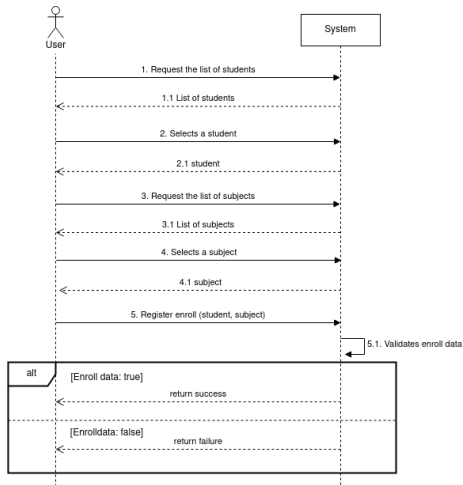 User
System
1. Request the list of students
1.1 List of students
2. Selects a student
2.1 student
3. Request the list of subjects
3.1 List of subjects
4. Selects a subject
4.1 subject
5. Register enroll (student, subject)
5.1. Validates enroll data
alt
[Enroll data: true]
return success
[Enrolldata: false]
return failure